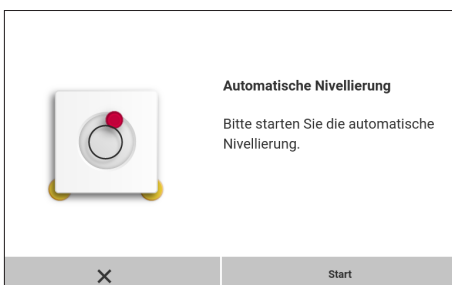 Automatische Nivellierung
Bitte starten Sie die automatische
Nivellierung.
Start